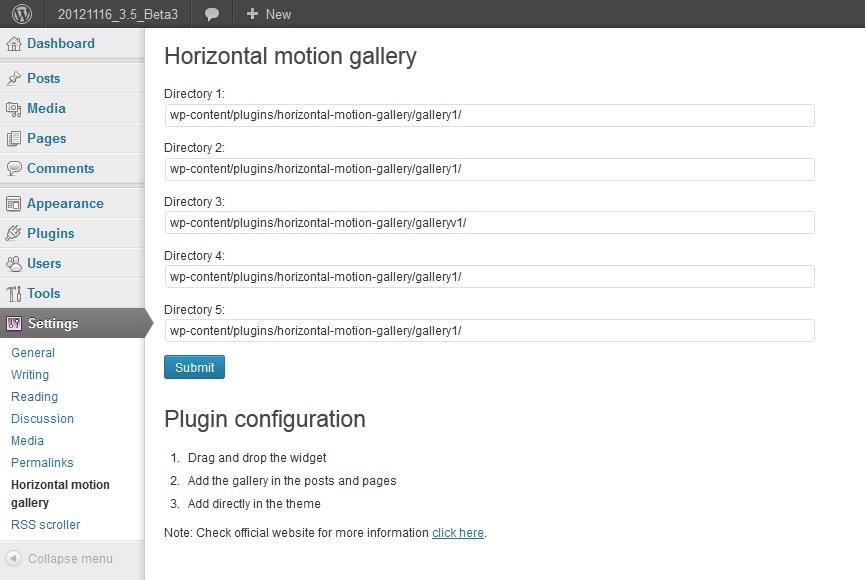 20121116_3.5_Beta3
New
Dashboard
Posts
Media
Pages
Comments
Appearance
Plugins
Users
Tools
Settings
General
Writing
Reading
Discussion
Media
Permalinks
Horizontal motion
gallery
RSS scroller
Collapse menu
Horizontal motion gallery
Directory 1:
wp-content/plugins/horizontal-motion-gallery/gallery1/
Directory 2:
wp-content/plugins/horizontal-motion-gallery/gallery1/
Directory 3:
wp-content/plugins/horizontal-motion-gallery/galleryv1/
Directory 4:
wp-content/plugins/horizontal-motion-gallery/gallery1/
Directory 5:
wp-content/plugins/horizontal-motion-gallery/gallery1/
Submit
Plugin configuration
1. Drag and drop the widget
2. Add the gallery in the posts and pages
3. Add directly in the theme
Note: Check official website for more information click here.